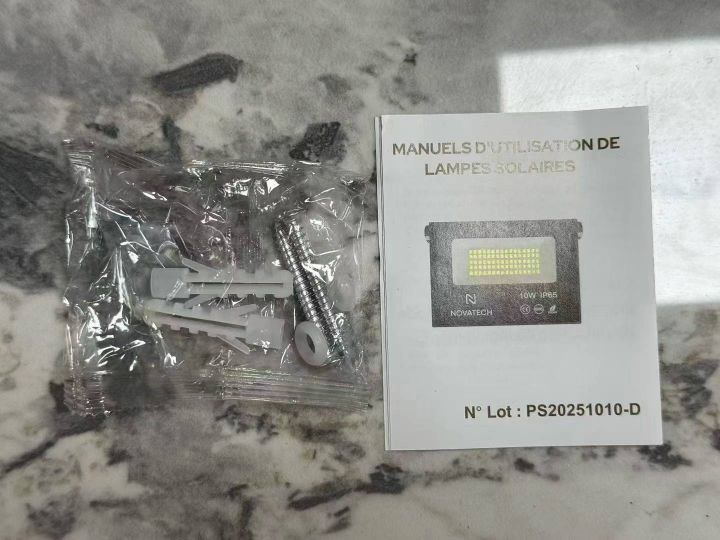 MANUELS D'UTILISATION DE
LAMPES SOLAIRES
N
NOVATECH
10W IP65
N° Lot : PS20251010-D